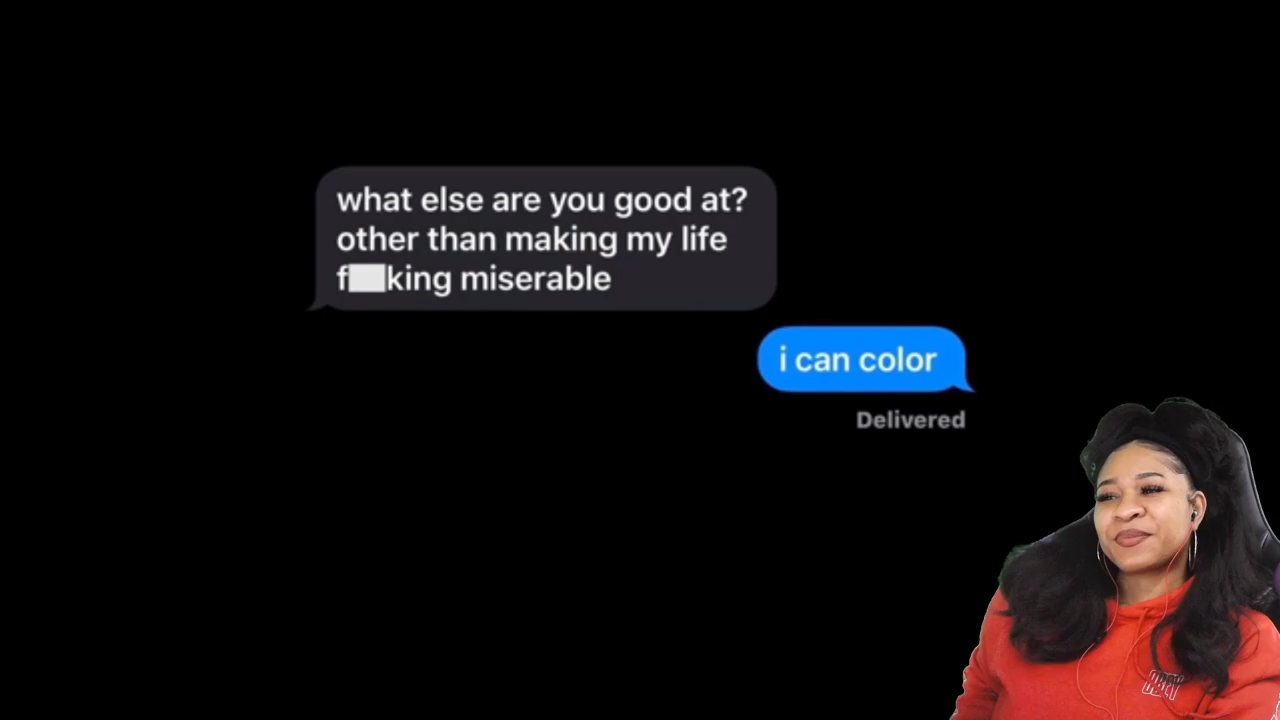 what else are you good at?
other than making my life
f██king miserable
i can color
Delivered